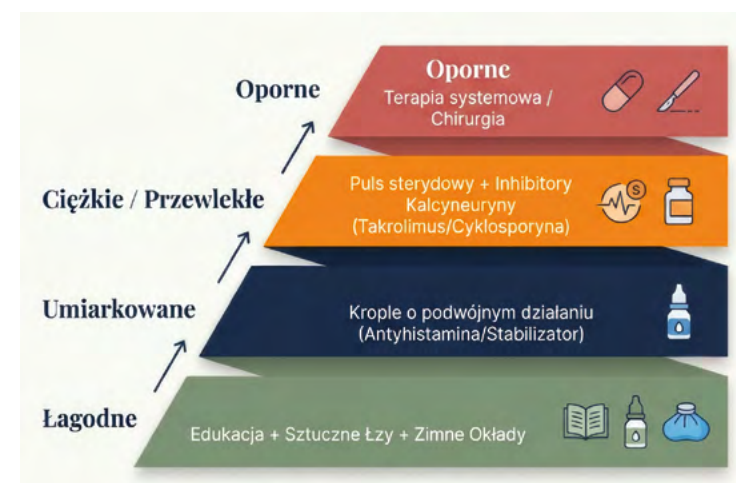 Oporne
Oporne
Terapia systemowa /
Chirurgia
Ciężkie / Przewlekłe
Puls sterydowy + Inhibitory
Kalcyneuryny
(Takrolimus/Cyklosporyna)
S
Umiarkowane
Krople o podwójnym działaniu
(Antyhistamina/Stabilizator)
Łagodne
Edukacja + Sztuczne Łzy + Zimne Okłady